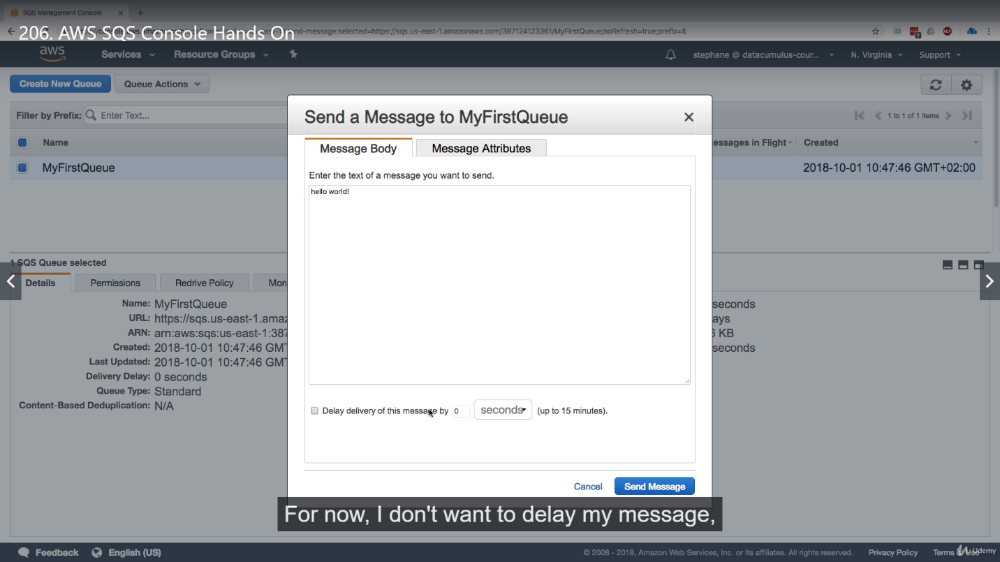 SQS Management Console
206. AWS SQS Console Hands On
nd-message:selected=https://sqs.us-east-1.amazonaws.com/387124123361/MyFirstQueue;noRefresh=true;prefix=$
ABP
aws
Services
Resource Groups
stephane @ datacumulus-cour...
N. Virginia
Support
Create New Queue
Queue Actions
Filter by Prefix:
Enter Text...
1 to 1 of 1 items
Name
essages in Flight
Created
MyFirstQueue
2018-10-01 10:47:46 GMT+02:00
Send a Message to MyFirstQueue
Message Body
Message Attributes
Enter the text of a message you want to send.
hello world!
Delay delivery of this message by 0 seconds (up to 15 minutes).
Cancel
Send Message
1 SQS Queue selected
Details
Permissions
Redrive Policy
Mon
Name: MyFirstQueue
URL: https://sqs.us-east-1.amaz
ARN: arn:aws:sqs:us-east-1:387
Created: 2018-10-01 10:47:46 GMT
Last Updated: 2018-10-01 10:47:46 GMT
Delivery Delay: 0 seconds
Queue Type: Standard
Content-Based Deduplication: N/A
seconds
ays
KB
seconds
For now, I don't want to delay my message,
Feedback
English (US)
© 2008 - 2018, Amazon Web Services, Inc. or its affiliates. All rights reserved.
Privacy Policy
Terms of Use
Udemy